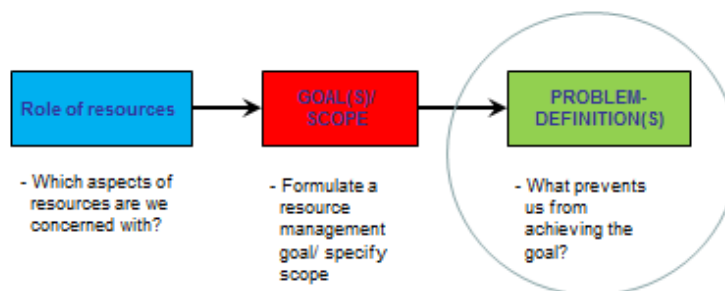 Role of resources
GOAL(S)/
SCOPE
PROBLEM-
DEFINITION(S)
- Which aspects of
resources are we
concerned with?
- Formulate a
resource
management
goal/ specify
scope
- What prevents
us from
achieving the
goal?